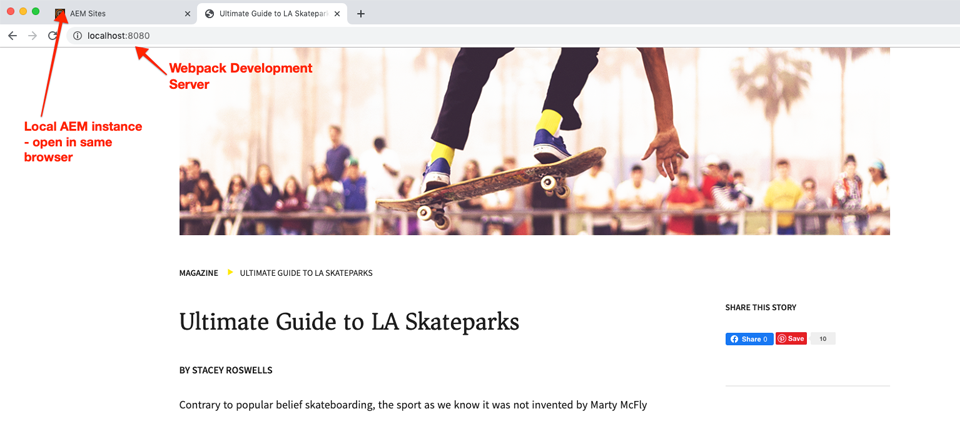 AEM Sites
Ultimate Guide to LA Skatepark
localhost:8080
Webpack Development
Server
Local AEM instance
- open in same
browser
MAGAZINE ULTIMATE GUIDE TO LA SKATEPARKS
SHARE THIS STORY
Ultimate Guide to LA Skateparks
Share 0 Save 10
BY STACEY ROSWELLS
Contrary to popular belief skateboarding, the sport as we know it was not invented by Marty McFly